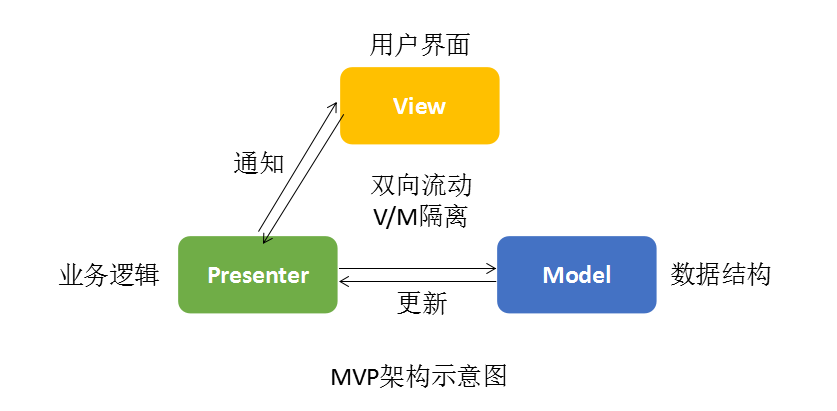 用户界面
View
通知
双向流动
V/M隔离
业务逻辑
Presenter
Model
数据结构
更新
MVP架构示意图